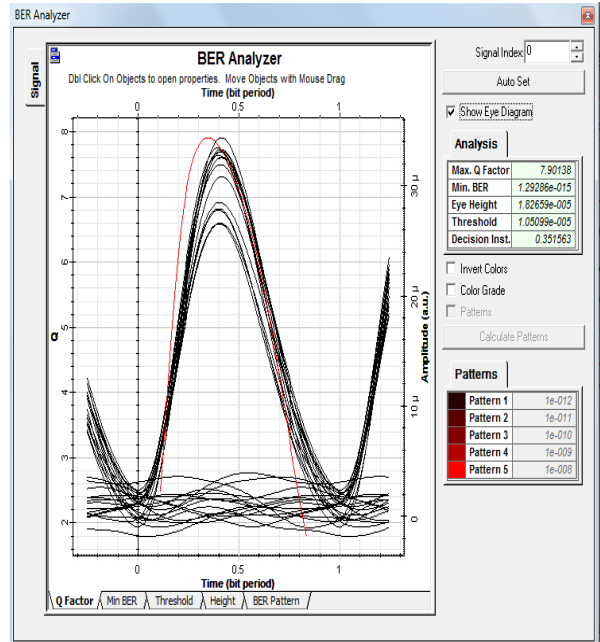 BER Analyzer
Signal
BER Analyzer
Dbl Click On Objects to open properties. Move Objects with Mouse Drag
Time (bit period)
0 0.5 1
8
7
6
5
4
3
2
Q
30 µ
20 µ
10 µ
0
Amplitude (a.u.)
0 0.5 1
Time (bit period)
Q Factor Min BER Threshold Height BER Pattern
Signal Index: 0
Auto Set
Show Eye Diagram
Analysis
Max. Q Factor 7.90138
Min. BER 1.29286e-015
Eye Height 1.82659e-005
Threshold 1.05099e-005
Decision Inst. 0.351563
Invert Colors
Color Grade
Patterns
Calculate Patterns
Patterns
Pattern 1 1e-012
Pattern 2 1e-011
Pattern 3 1e-010
Pattern 4 1e-009
Pattern 5 1e-008